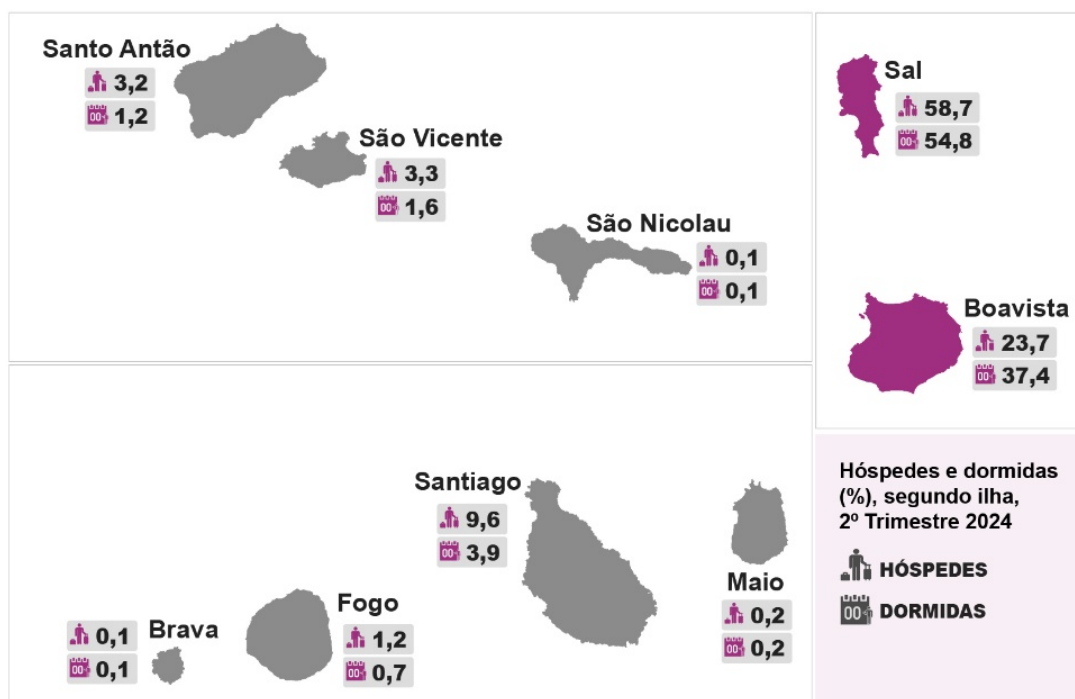 Santo Antão
3,2
1,2
São Vicente
3,3
1,6
São Nicolau
0,1
0,1
Sal
58,7
54,8
Boavista
23,7
37,4
Santiago
9,6
3,9
Maio
0,2
0,2
Fogo
1,2
0,7
Brava
0,1
0,1
Hóspedes e dormidas
(%), segundo ilha,
2º Trimestre 2024
HÓSPEDES
DORMIDAS